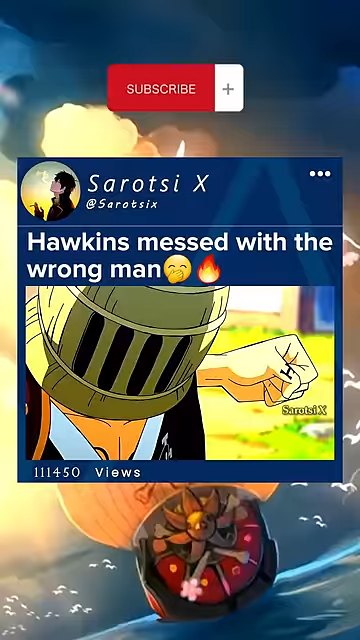 SUBSCRIBE +
Sarotsi X
@Sarotsix
Hawkins messed with the
wrong man🤭🔥
Sarotsi X
111450 Views